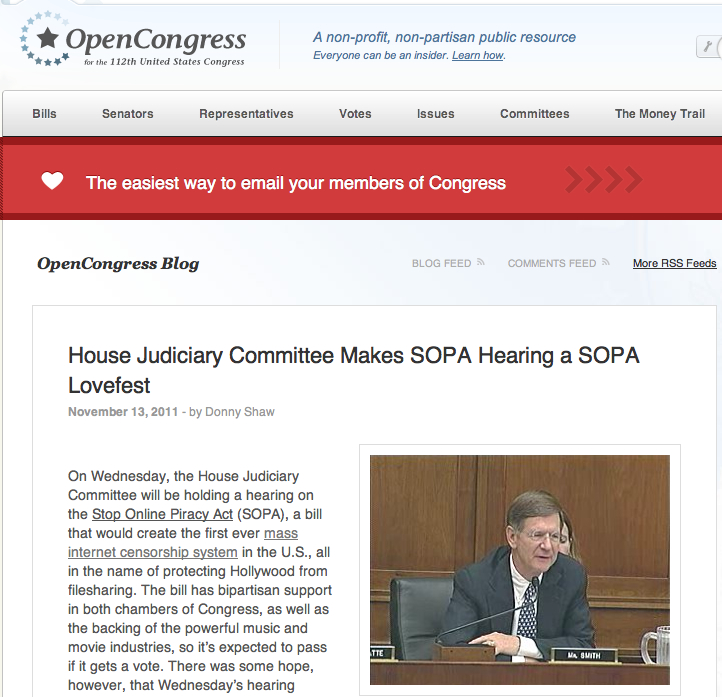 OpenCongress
for the 112th United States Congress
A non-profit, non-partisan public resource
Everyone can be an insider. Learn how.
Bills Senators Representatives Votes Issues Committees The Money Trail
The easiest way to email your members of Congress
OpenCongress Blog
BLOG FEED COMMENTS FEED More RSS Feeds
House Judiciary Committee Makes SOPA Hearing a SOPA
Lovefest
November 13, 2011 - by Donny Shaw
On Wednesday, the House Judiciary
Committee will be holding a hearing on
the Stop Online Piracy Act (SOPA), a bill
that would create the first ever mass
internet censorship system in the U.S., all
in the name of protecting Hollywood from
filesharing. The bill has bipartisan support
in both chambers of Congress, as well as
the backing of the powerful music and
movie industries, so it's expected to pass
if it gets a vote. There was some hope,
however, that Wednesday's hearing
ATTE
MR. SMITH